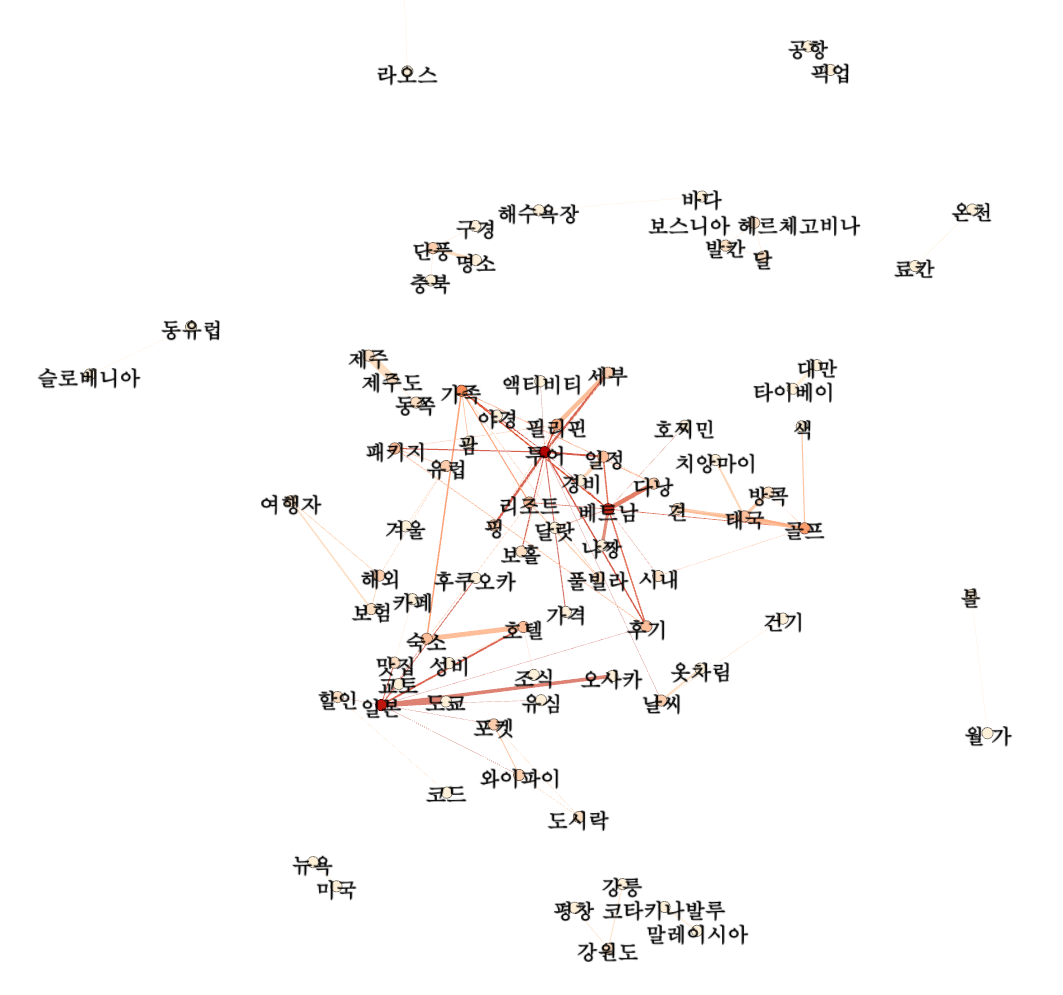 라오스
공항
픽업
바다
해수욕장
구경
보스니아 헤르체고비나
온천
단풍
명소
발칸
달
료칸
충북
동유럽
슬로베니아
제주
제주도
동쪽
가족
액티비티
세부
대만
타이베이
야경
필리핀
호찌민
색
패키지
팜
투어
일정
치앙마이
유럽
경비
다낭
방콕
여행자
리조트
베트남
견
태국
골프
겨울
핑
달랏
나짱
보홀
해외
후쿠오카
풀빌라
시내
보험
카페
가격
볼
숙소
호텔
후기
건기
맛집
성비
조식
오사카
옷차림
교토
할인
일본
도쿄
유심
날씨
포켓
월 가
와이파이
코드
도시락
뉴욕
미국
강릉
평창
코타키나발루
말레이시아
강원도